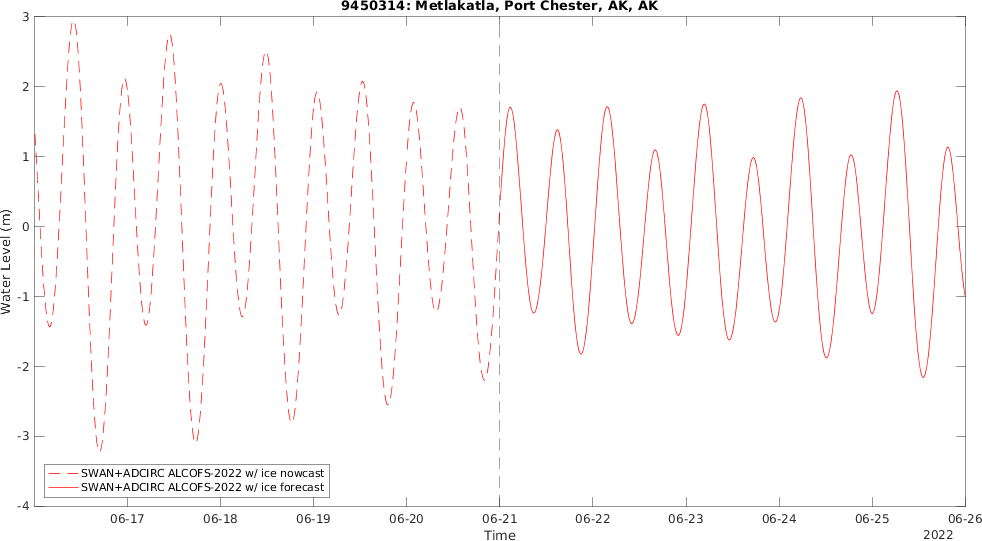 9450314: Metlakatla, Port Chester, AK, AK
3
2
1
0
-1
-2
-3
-4
Water Level (m)
SWAN+ADCIRC ALCOFS-2022 w/ ice nowcast
SWAN+ADCIRC ALCOFS-2022 w/ ice forecast
06-17 06-18 06-19 06-20 06-21 06-22 06-23 06-24 06-25 06-26
Time
2022